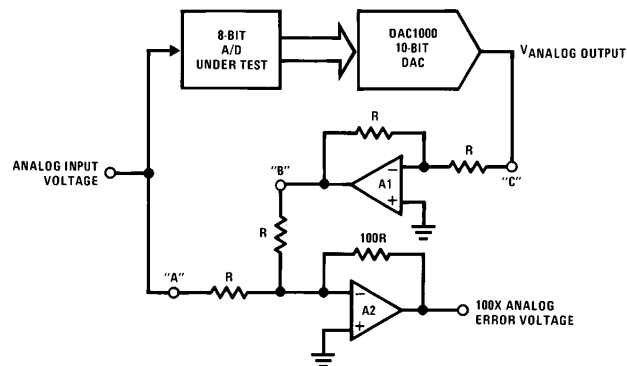 8-BIT
A/D
UNDER TEST
DAC1000
10-BIT
DAC
VANALOG OUTPUT
R
ANALOG INPUT
VOLTAGE
"B"
-
A1
+
R
"C"
R
100R
"A"
R
-
A2
+
100X ANALOG
ERROR VOLTAGE